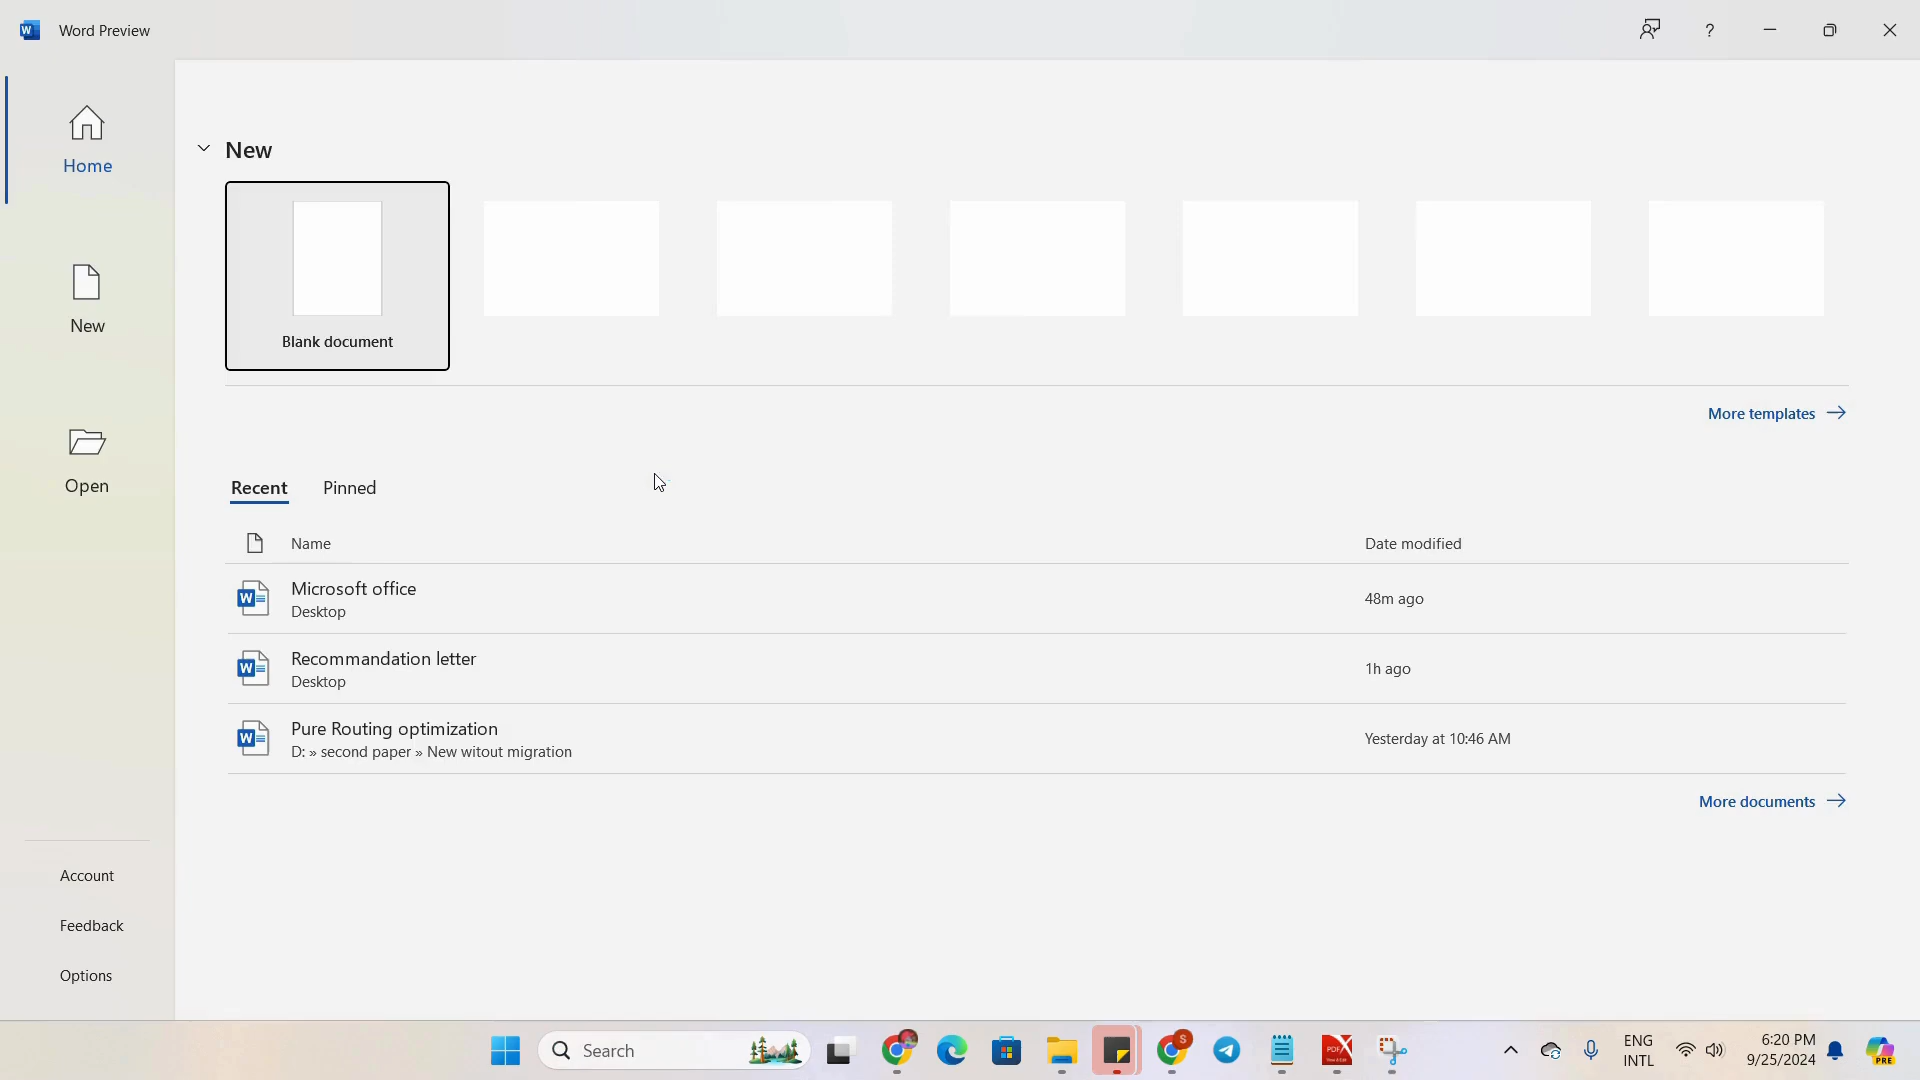 Word Preview
?
Home
New
Open
Account
Feedback
Options
New
Blank document
More templates
Recent Pinned
Name Date modified
Microsoft office
Desktop
48m ago
Recommandation letter
Desktop
1h ago
Pure Routing optimization
D: » second paper » New witout migration
Yesterday at 10:46 AM
More documents
Search
S
PDF
ENG
INTL
6:20 PM
9/25/2024
PRE